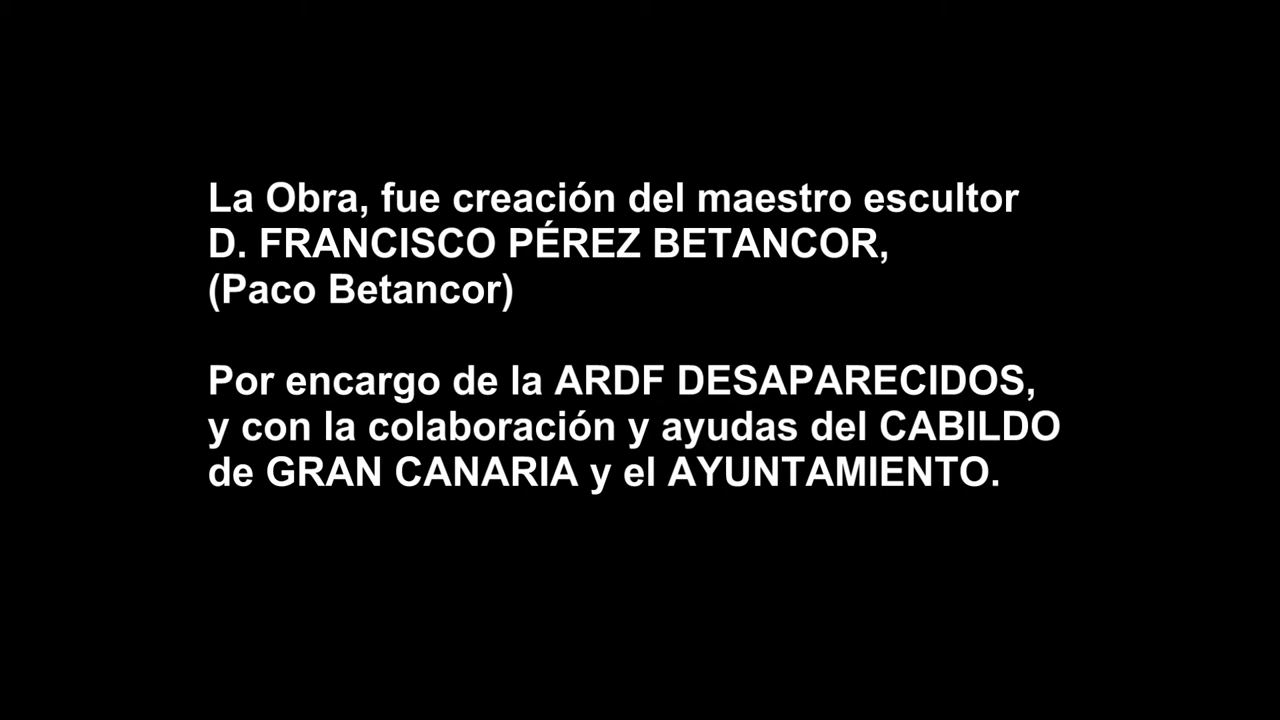 La Obra, fue creación del maestro escultor
D. FRANCISCO PÉREZ BETANCOR,
(Paco Betancor)
Por encargo de la ARDF DESAPARECIDOS,
y con la colaboración y ayudas del CABILDO
de GRAN CANARIA y el AYUNTAMIENTO.